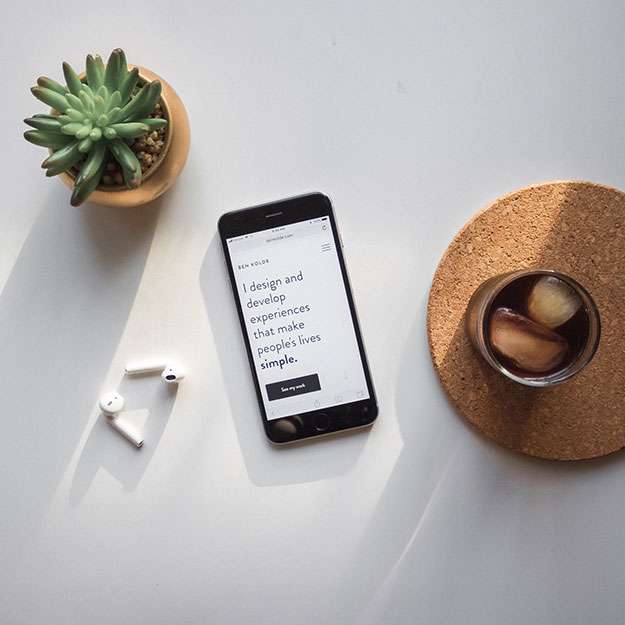 BEN KOLDE
I design and
develop
experiences
that make
people's lives
simple.
See my work